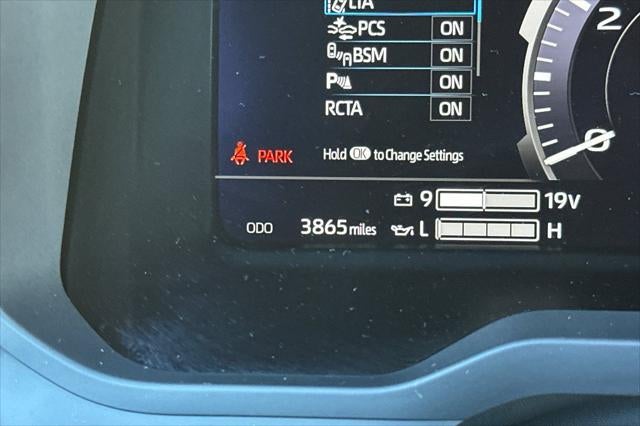 LTA
PCS ON
BSM ON
P ON
RCTA ON
PARK Hold OK to Change Settings
9 19V
ODO 3865 miles L H
2
0